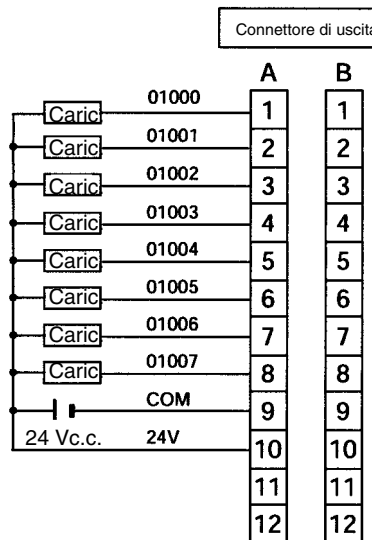 Connettore di uscita
A B
01000
Caric 1 1
01001
Caric 2 2
01002
Caric 3 3
01003
Caric 4 4
01004
Caric 5 5
01005
Caric 6 6
01006
Caric 7 7
01007
Caric 8 8
COM 9 9
24 Vc.c. 24V 10 10
11 11
12 12